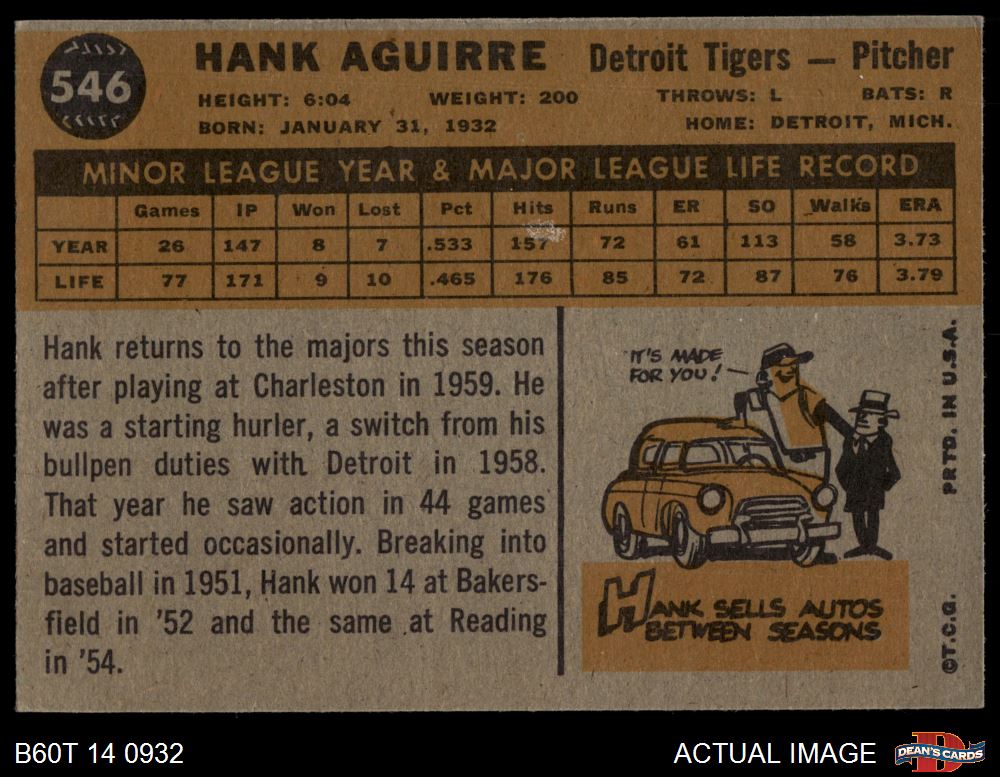 546
HANK AGUIRRE Detroit Tigers — Pitcher
HEIGHT: 6:04 WEIGHT: 200 THROWS: L BATS: R
BORN: JANUARY 31, 1932 HOME: DETROIT, MICH.
MINOR LEAGUE YEAR & MAJOR LEAGUE LIFE RECORD
Games IP Won Lost Pct Hits Runs ER SO Walks ERA
YEAR 26 147 8 7 .533 157 72 61 113 58 3.73
LIFE 77 171 9 10 .465 176 85 72 87 76 3.79
Hank returns to the majors this season
after playing at Charleston in 1959. He
was a starting hurler, a switch from his
bullpen duties with Detroit in 1958.
That year he saw action in 44 games
and started occasionally. Breaking into
baseball in 1951, Hank won 14 at Bakers-
field in '52 and the same at Reading
in '54.
IT'S MADE
FOR YOU!
HANK SELLS AUTOS
BETWEEN SEASONS
PRTD. IN U.S.A.
©T.C.G.
B60T 14 0932
ACTUAL IMAGE
DEAN'S CARDS